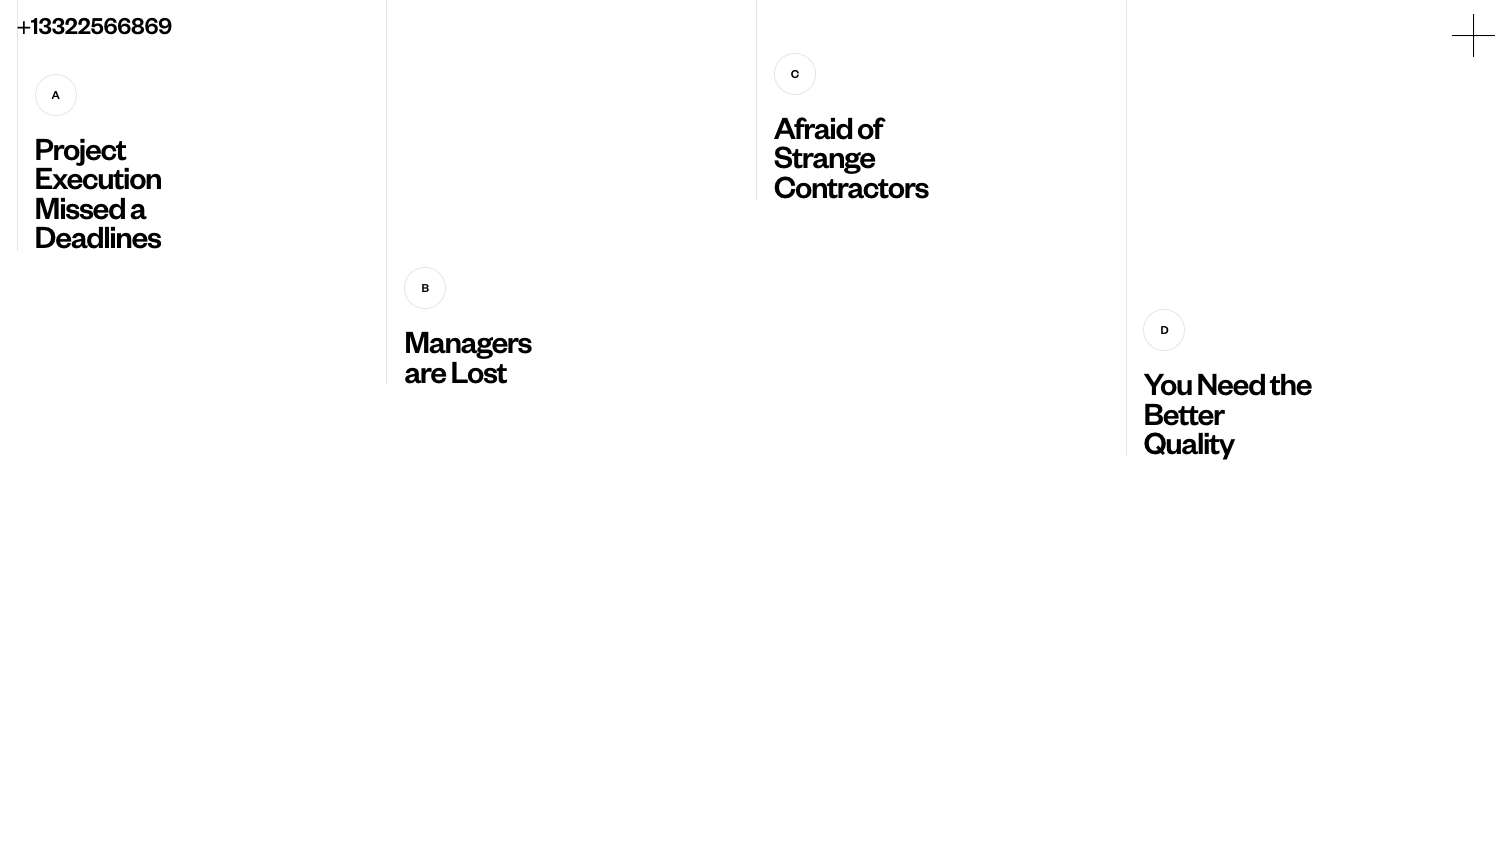 +13322566869
A
Project
Execution
Missed a
Deadlines
B
Managers
are Lost
C
Afraid of
Strange
Contractors
D
You Need the
Better
Quality